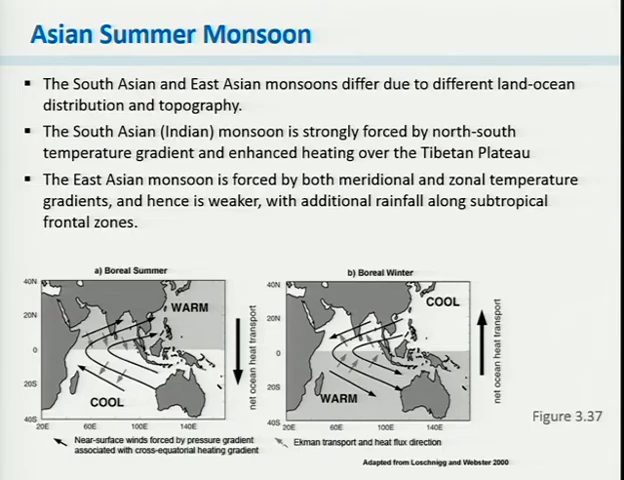 Asian Summer Monsoon
▪ The South Asian and East Asian monsoons differ due to different land-ocean
distribution and topography.
▪ The South Asian (Indian) monsoon is strongly forced by north-south
temperature gradient and enhanced heating over the Tibetan Plateau
▪ The East Asian monsoon is forced by both meridional and zonal temperature
gradients, and hence is weaker, with additional rainfall along subtropical
frontal zones.
a) Boreal Summer
40N
20N
0
20S
40S
20E 60E 100E 140E
WARM
COOL
net ocean heat transport
b) Boreal Winter
40N
20N
0
20S
40S
20E 60E 100E 140E
COOL
WARM
net ocean heat transport
Figure 3.37
Near-surface winds forced by pressure gradient
associated with cross-equatorial heating gradient
Ekman transport and heat flux direction
Adapted from Loschnigg and Webster 2000